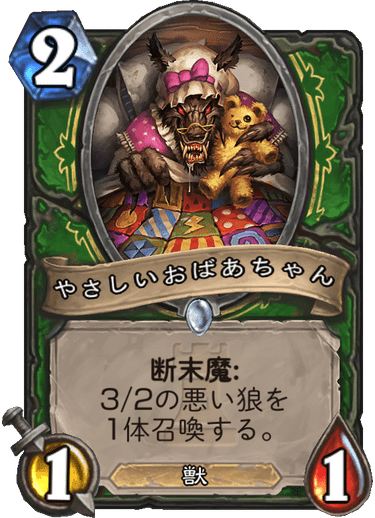 2
やさしいおばあちゃん
断末魔:
3/2の悪い狼を
1体召喚する。
獣
1
1